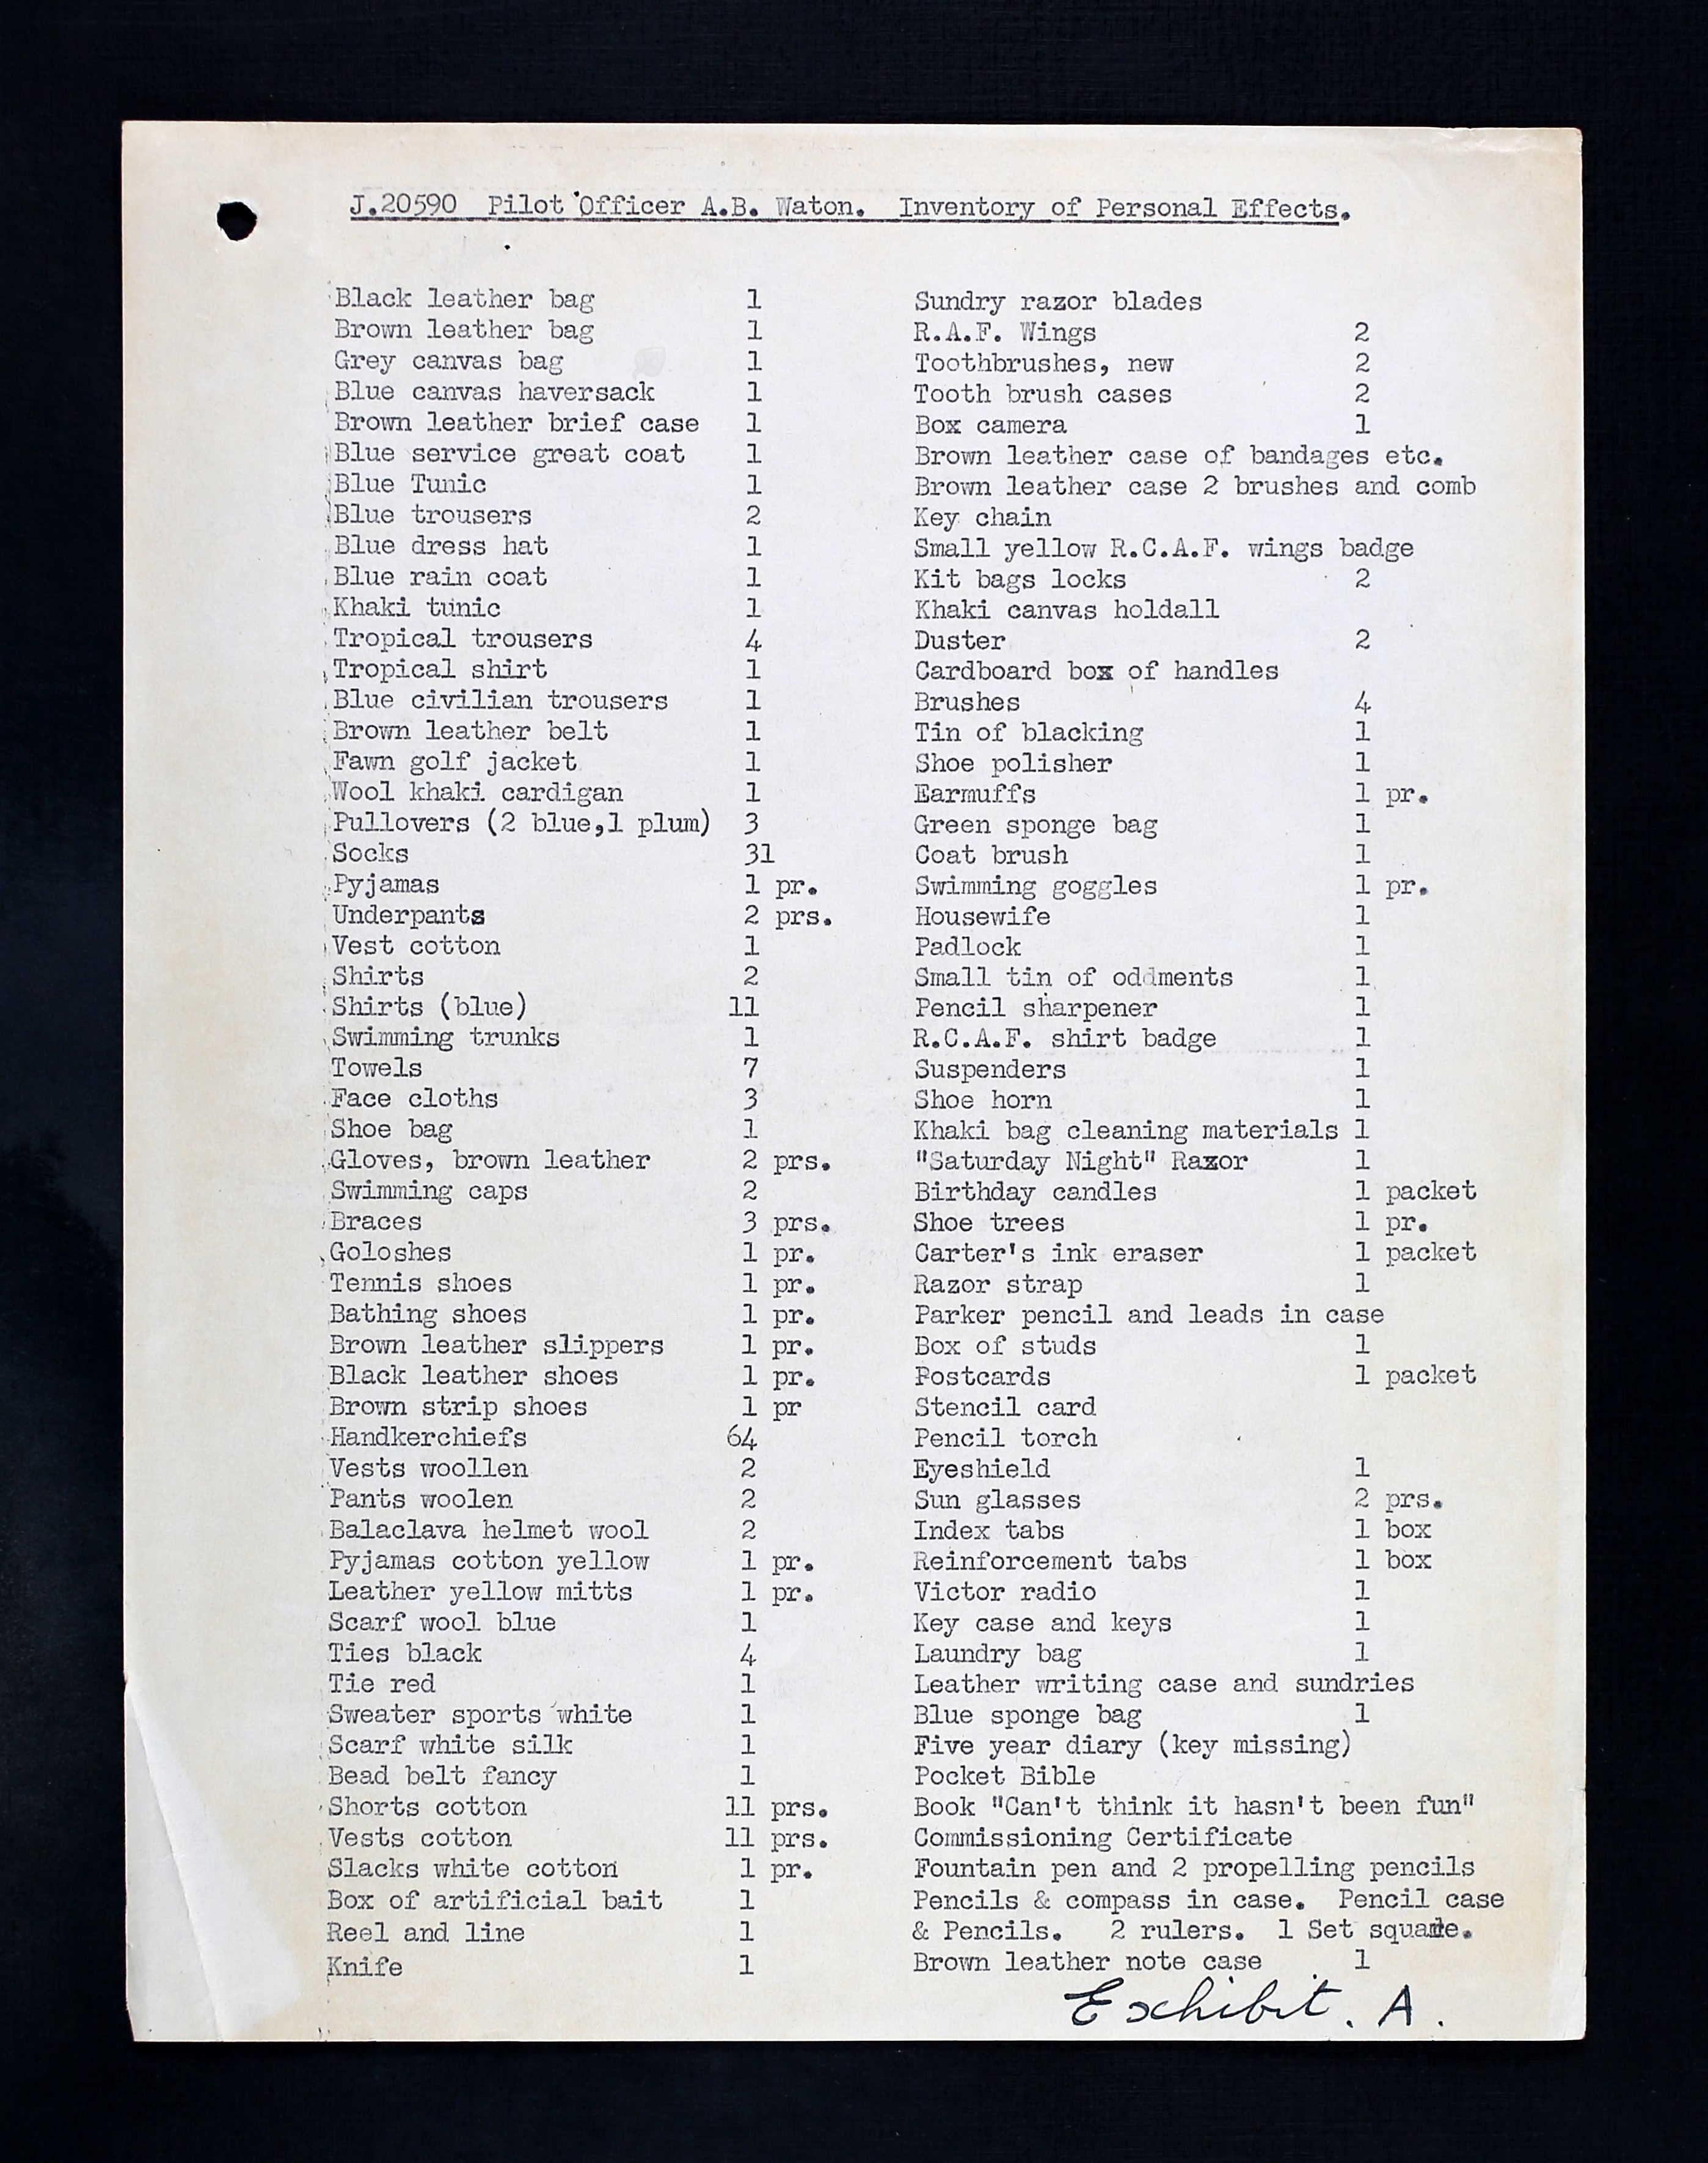 J.20590 Pilot Officer A.B. Waton. Inventory of Personal Effects.
Black leather bag 1
Brown leather bag 1
Grey canvas bag 1
Blue canvas haversack 1
Brown leather brief case 1
Blue service great coat 1
Blue Tunic 1
Blue trousers 2
Blue dress hat 1
Blue rain coat 1
Khaki tunic 1
Tropical trousers 4
Tropical shirt 1
Blue civilian trousers 1
Brown leather belt 1
Fawn golf jacket 1
Wool khaki cardigan 1
Pullovers (2 blue,1 plum) 3
Socks 31
Pyjamas 1 pr.
Underpants 2 prs.
Vest cotton 1
Shirts 2
Shirts (blue) 11
Swimming trunks 1
Towels 7
Face cloths 3
Shoe bag 1
Gloves, brown leather 2 prs.
Swimming caps 2
Braces 3 prs.
Goloshes 1 pr.
Tennis shoes 1 pr.
Bathing shoes 1 pr.
Brown leather slippers 1 pr.
Black leather shoes 1 pr.
Brown strip shoes 1 pr
Handkerchiefs 64
Vests woollen 2
Pants woolen 2
Balaclava helmet wool 2
Pyjamas cotton yellow 1 pr.
Leather yellow mitts 1 pr.
Scarf wool blue 1
Ties black 4
Tie red 1
Sweater sports white 1
Scarf white silk 1
Bead belt fancy 1
Shorts cotton 11 prs.
Vests cotton 11 prs.
Slacks white cotton 1 pr.
Box of artificial bait 1
Reel and line 1
Knife 1
Sundry razor blades
R.A.F. Wings 2
Toothbrushes, new 2
Tooth brush cases 2
Box camera 1
Brown leather case of bandages etc.
Brown leather case 2 brushes and comb
Key chain
Small yellow R.C.A.F. wings badge
Kit bags locks 2
Khaki canvas holdall
Duster 2
Cardboard box of handles
Brushes 4
Tin of blacking 1
Shoe polisher 1
Earmuffs 1 pr.
Green sponge bag 1
Coat brush 1
Swimming goggles 1 pr.
Housewife 1
Padlock 1
Small tin of oddments 1
Pencil sharpener 1
R.C.A.F. shirt badge 1
Suspenders 1
Shoe horn 1
Khaki bag cleaning materials 1
"Saturday Night" Razor 1
Birthday candles 1 packet
Shoe trees 1 pr.
Carter's ink eraser 1 packet
Razor strap 1
Parker pencil and leads in case
Box of studs 1
Postcards 1 packet
Stencil card
Pencil torch
Eyeshield 1
Sun glasses 2 prs.
Index tabs 1 box
Reinforcement tabs 1 box
Victor radio 1
Key case and keys 1
Laundry bag 1
Leather writing case and sundries
Blue sponge bag 1
Five year diary (key missing)
Pocket Bible
Book "Can't think it hasn't been fun"
Commissioning Certificate
Fountain pen and 2 propelling pencils
Pencils & compass in case. Pencil case
& Pencils. 2 rulers. 1 Set square.
Brown leather note case 1
Exhibit. A.